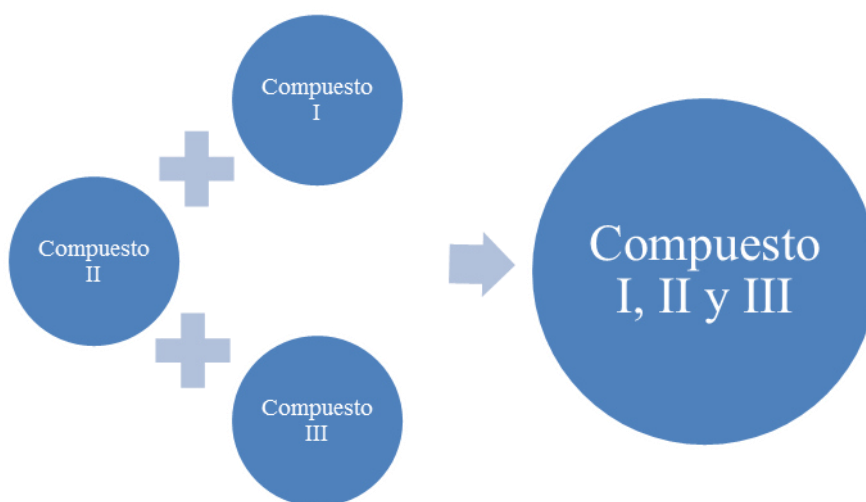 Compuesto
I
Compuesto
II
Compuesto
III
Compuesto
I, II y III